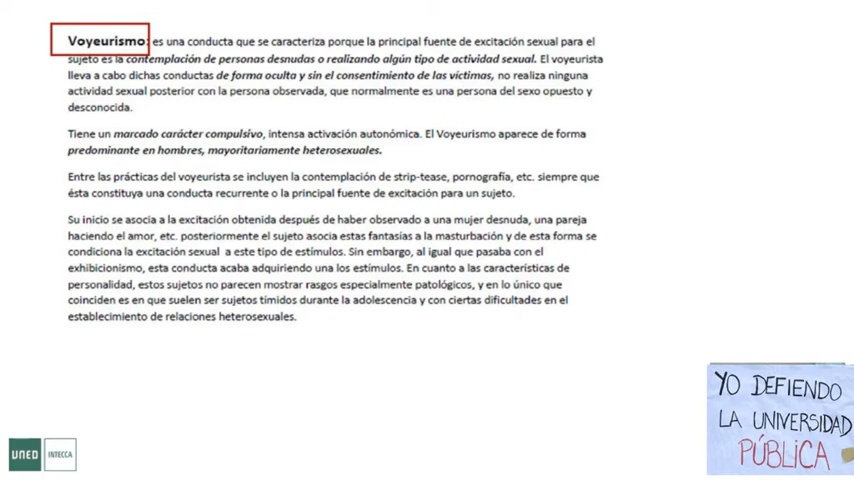 Voyeurismo: es una conducta que se caracteriza porque la principal fuente de excitación sexual para el
sujeto es la contemplación de personas desnudas o realizando algún tipo de actividad sexual. El voyeurista
lleva a cabo dichas conductas de forma oculta y sin el consentimiento de las víctimas, no realiza ninguna
actividad sexual posterior con la persona observada, que normalmente es una persona del sexo opuesto y
desconocida.
Tiene un marcado carácter compulsivo, intensa activación autonómica. El Voyeurismo aparece de forma
predominante en hombres, mayoritariamente heterosexuales.
Entre las prácticas del voyeurista se incluyen la contemplación de strip-tease, pornografía, etc. siempre que
ésta constituya una conducta recurrente o la principal fuente de excitación para un sujeto.
Su inicio se asocia a la excitación obtenida después de haber observado a una mujer desnuda, una pareja
haciendo el amor, etc. posteriormente el sujeto asocia estas fantasías a la masturbación y de esta forma se
condiciona la excitación sexual a este tipo de estímulos. Sin embargo, al igual que pasaba con el
exhibicionismo, esta conducta acaba adquiriendo una los estímulos. En cuanto a las características de
personalidad, estos sujetos no parecen mostrar rasgos especialmente patológicos, y en lo único que
coinciden es en que suelen ser sujetos tímidos durante la adolescencia y con ciertas dificultades en el
establecimiento de relaciones heterosexuales.
YO DEFIENDO
LA UNIVERSIDAD
PÚBLICA
UNED INTECCA